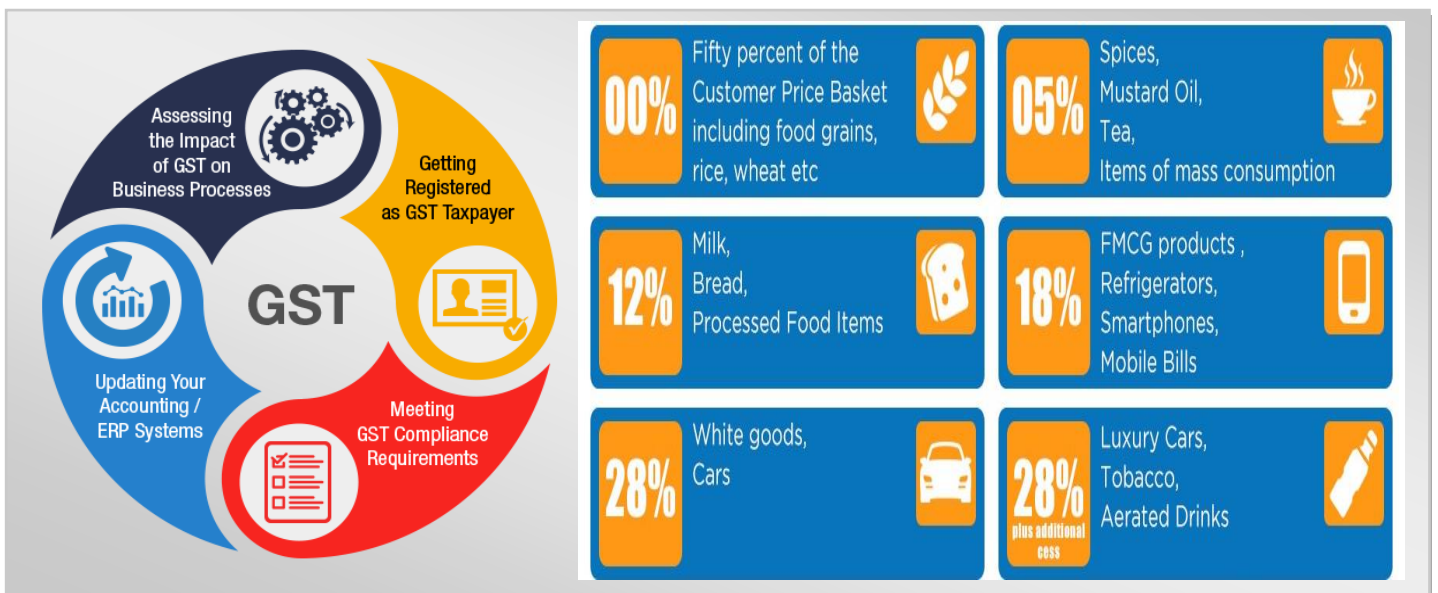 Assessing
the Impact
of GST on
Business Processes
Getting
Registered
as GST Taxpayer
GST
Updating Your
Accounting /
ERP Systems
Meeting
GST Compliance
Requirements
00%
Fifty percent of the
Customer Price Basket
including food grains,
rice, wheat etc
05%
Spices,
Mustard Oil,
Tea,
Items of mass consumption
12%
Milk,
Bread,
Processed Food Items
18%
FMCG products ,
Refrigerators,
Smartphones,
Mobile Bills
28%
White goods,
Cars
28%
plus additional
cess
Luxury Cars,
Tobacco,
Aerated Drinks